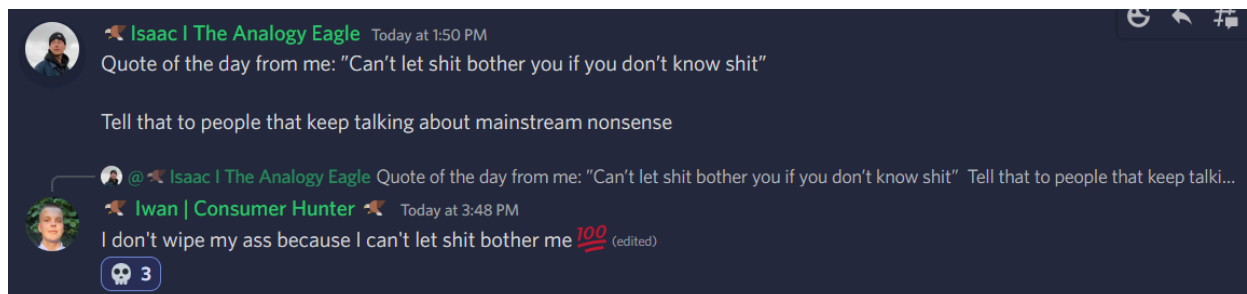 Isaac I The Analogy Eagle Today at 1:50 PM
Quote of the day from me: ”Can’t let shit bother you if you don’t know shit”
Tell that to people that keep talking about mainstream nonsense
@ Isaac I The Analogy Eagle Quote of the day from me: ”Can’t let shit bother you if you don’t know shit” Tell that to people that keep talki...
Iwan | Consumer Hunter Today at 3:48 PM
I don't wipe my ass because I can't let shit bother me 💯 (edited)
3